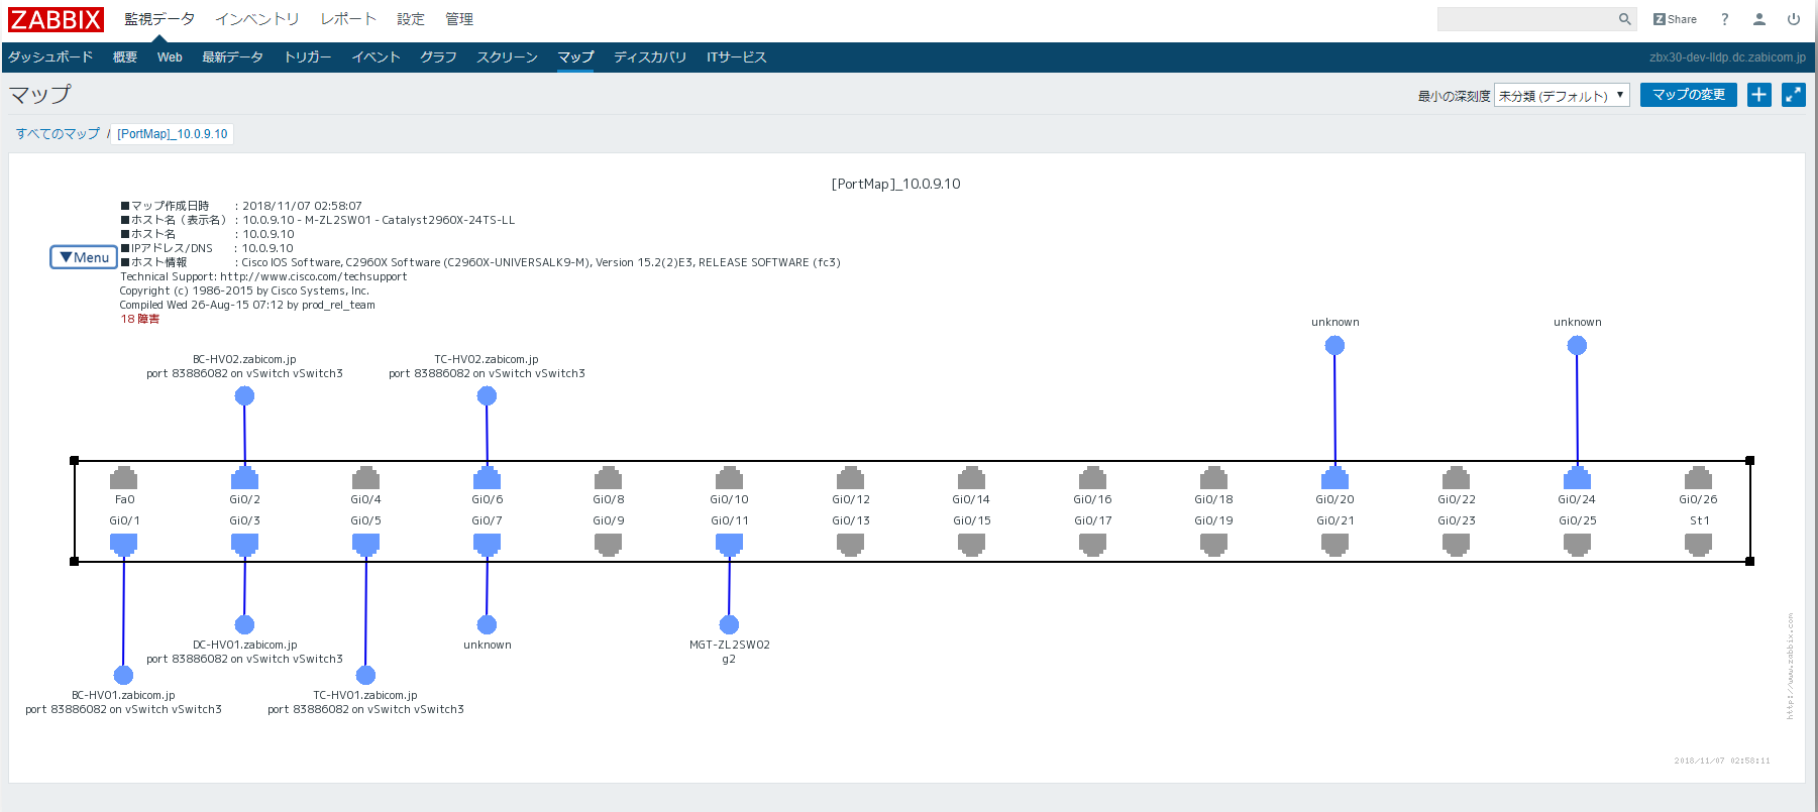 ZABBIX 監視データ インベントリ レポート 設定 管理 Share ?
ダッシュボード 概要 Web 最新データ トリガー イベント グラフ スクリーン マップ ディスカバリ ITサービス zbx30-dev-lldp.dc.zabicom.jp
マップ 最小の深刻度 未分類 (デフォルト) ▼ マップの変更
すべてのマップ / [PortMap]_10.0.9.10
[PortMap]_10.0.9.10
■マップ作成日時 : 2018/11/07 02:58:07
■ホスト名（表示名） : 10.0.9.10 - M-ZL2SW01 - Catalyst2960X-24TS-LL
■ホスト名 : 10.0.9.10
■IPアドレス/DNS : 10.0.9.10
▼Menu
■ホスト情報 : Cisco IOS Software, C2960X Software (C2960X-UNIVERSALK9-M), Version 15.2(2)E3, RELEASE SOFTWARE (fc3)
Technical Support: http://www.cisco.com/techsupport
Copyright (c) 1986-2015 by Cisco Systems, Inc.
Compiled Wed 26-Aug-15 07:12 by prod_rel_team
18 障害
unknown unknown
BC-HV02.zabicom.jp TC-HV02.zabicom.jp
port 83886082 on vSwitch vSwitch3 port 83886082 on vSwitch vSwitch3
Fa0 Gi0/2 Gi0/4 Gi0/6 Gi0/8 Gi0/10 Gi0/12 Gi0/14 Gi0/16 Gi0/18 Gi0/20 Gi0/22 Gi0/24 Gi0/26
Gi0/1 Gi0/3 Gi0/5 Gi0/7 Gi0/9 Gi0/11 Gi0/13 Gi0/15 Gi0/17 Gi0/19 Gi0/21 Gi0/23 Gi0/25 St1
DC-HV01.zabicom.jp unknown MGT-ZL2SW02
port 83886082 on vSwitch vSwitch3 g2
BC-HV01.zabicom.jp TC-HV01.zabicom.jp
port 83886082 on vSwitch vSwitch3 port 83886082 on vSwitch vSwitch3
http://www.zabbix.com
2018/11/07 02:58:11